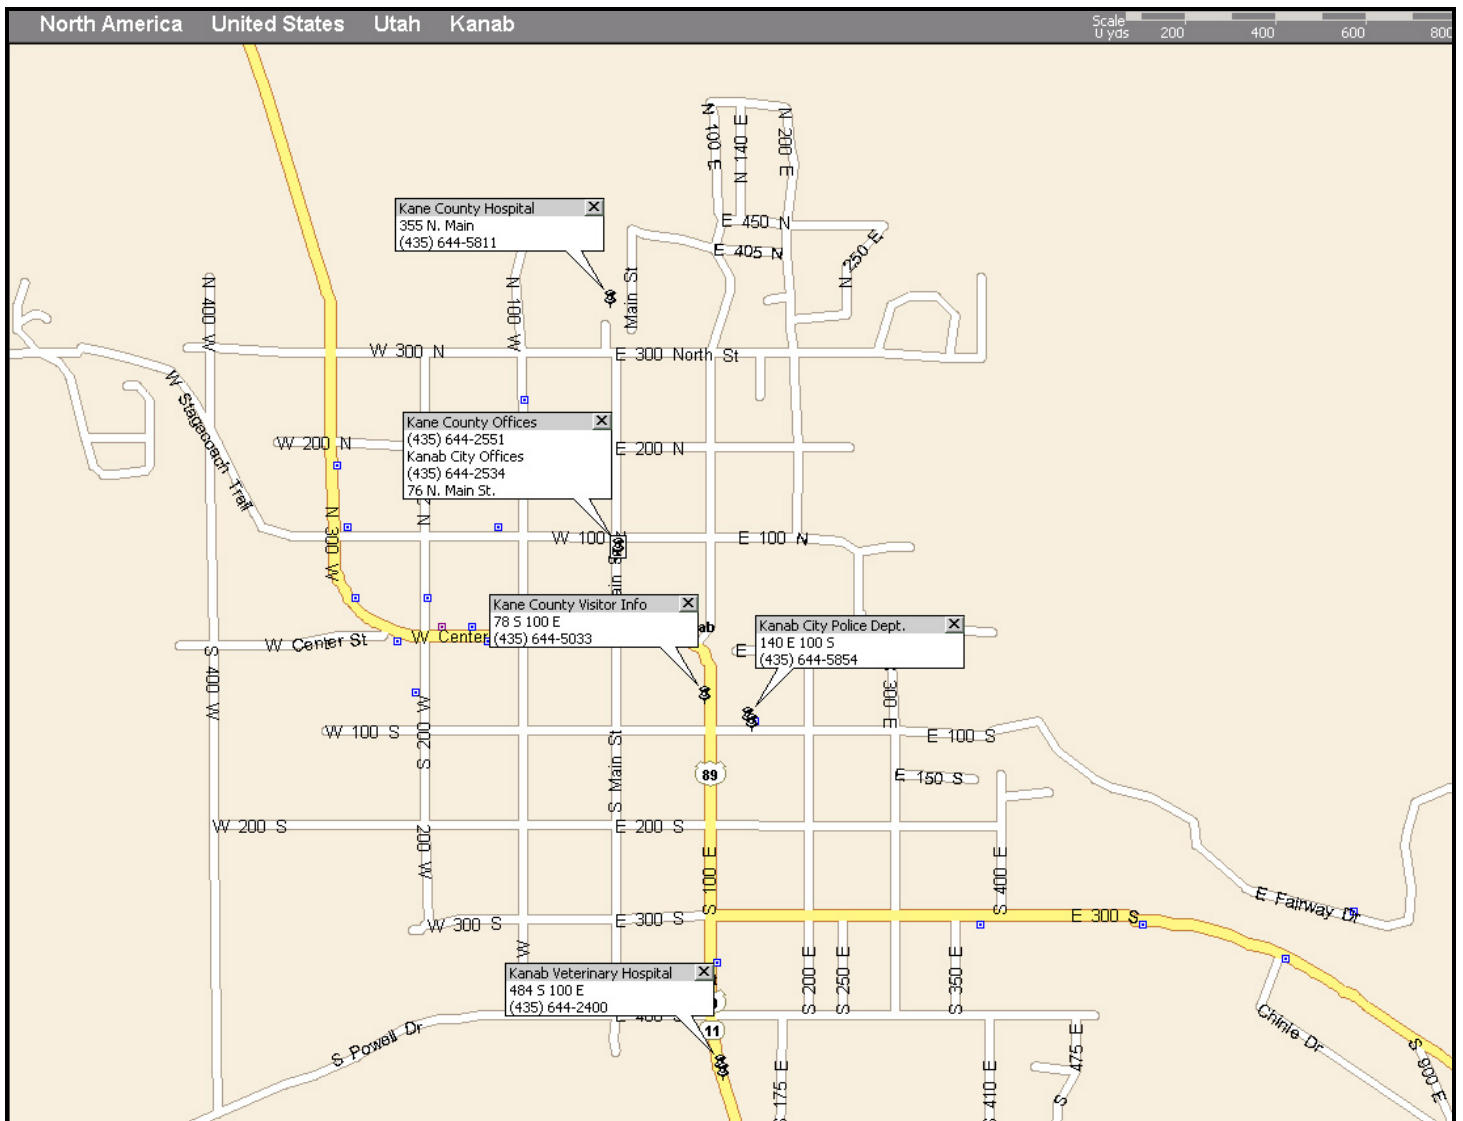 North America United States Utah Kanab
Scale
0 yds 200 400 600 800
N 100 E
E 140 N
N 200 E
Kane County Hospital
355 N. Main
(435) 644-5811
E 450 N
E 405 N
250 E
N
Main St
N 400 W
N 100 W
W 300 N
E 300 North St
W Stagecoach Trail
Kane County Offices
(435) 644-2551
Kanab City Offices
(435) 644-2534
76 N. Main St.
W 200 N
E 200 N
N
N 300 W
W 100
E 100 N
Kane County Visitor Info
78 S 100 E
(435) 644-5033
ab
Kanab City Police Dept.
140 E 100 S
(435) 644-5854
W Center St
W Center
E
S 400 W
300 E
W 100 S
S 200 W
S Main St
E 100 S
89
E 150 S
W 200 S
E 200 S
200 W
S 100 E
S 400 E
E Fairway Dr
W 300 S
E 300 S
E 300 S
W
Kanab Veterinary Hospital
484 S 100 E
(435) 644-2400
S 200 E
S 250 E
S 350 E
11
S Powell Dr
Chinle Dr
S 175 E
S 410 E
S 475 E
S 900 E